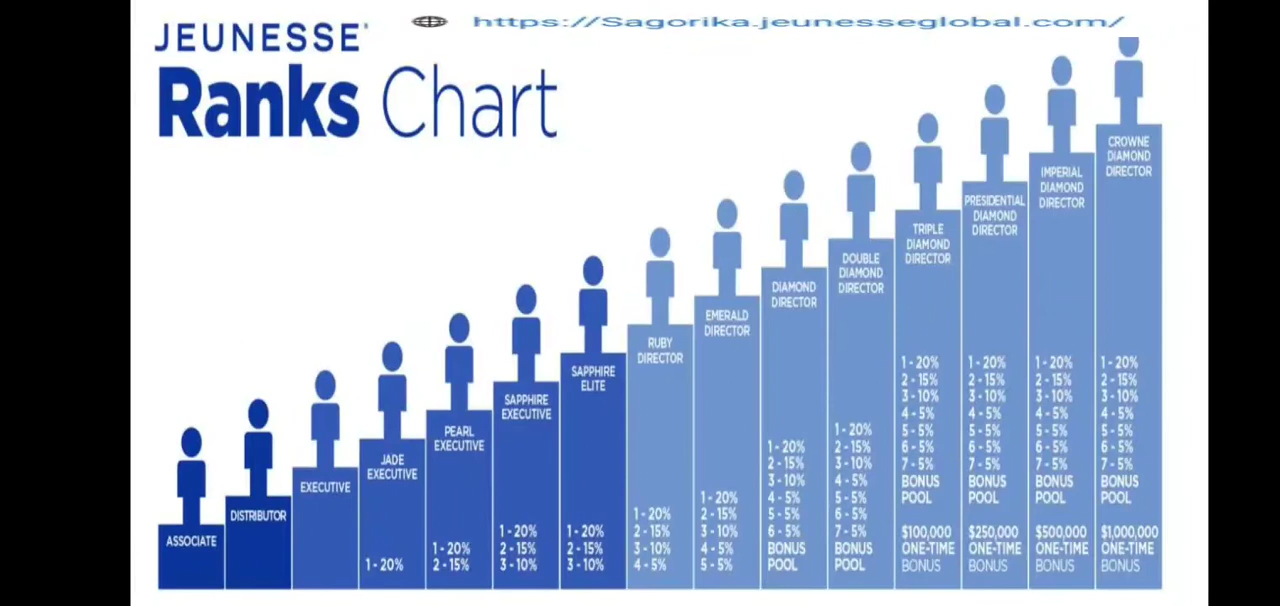 https://Sagorika.jeunesseglobal.com/
JEUNESSE®
Ranks Chart
ASSOCIATE
DISTRIBUTOR
EXECUTIVE
JADE
EXECUTIVE
1 - 20%
PEARL
EXECUTIVE
1 - 20%
2 - 15%
SAPPHIRE
EXECUTIVE
1 - 20%
2 - 15%
3 - 10%
SAPPHIRE
ELITE
1 - 20%
2 - 15%
3 - 10%
RUBY
DIRECTOR
1 - 20%
2 - 15%
3 - 10%
4 - 5%
EMERALD
DIRECTOR
1 - 20%
2 - 15%
3 - 10%
4 - 5%
5 - 5%
DIAMOND
DIRECTOR
1 - 20%
2 - 15%
3 - 10%
4 - 5%
5 - 5%
6 - 5%
BONUS
POOL
DOUBLE
DIAMOND
DIRECTOR
1 - 20%
2 - 15%
3 - 10%
4 - 5%
5 - 5%
6 - 5%
7 - 5%
BONUS
POOL
TRIPLE
DIAMOND
DIRECTOR
1 - 20%
2 - 15%
3 - 10%
4 - 5%
5 - 5%
6 - 5%
7 - 5%
BONUS
POOL
$100,000
ONE-TIME
BONUS
PRESIDENTIAL
DIAMOND
DIRECTOR
1 - 20%
2 - 15%
3 - 10%
4 - 5%
5 - 5%
6 - 5%
7 - 5%
BONUS
POOL
$250,000
ONE-TIME
BONUS
IMPERIAL
DIAMOND
DIRECTOR
1 - 20%
2 - 15%
3 - 10%
4 - 5%
5 - 5%
6 - 5%
7 - 5%
BONUS
POOL
$500,000
ONE-TIME
BONUS
CROWNE
DIAMOND
DIRECTOR
1 - 20%
2 - 15%
3 - 10%
4 - 5%
5 - 5%
6 - 5%
7 - 5%
BONUS
POOL
$1,000,000
ONE-TIME
BONUS